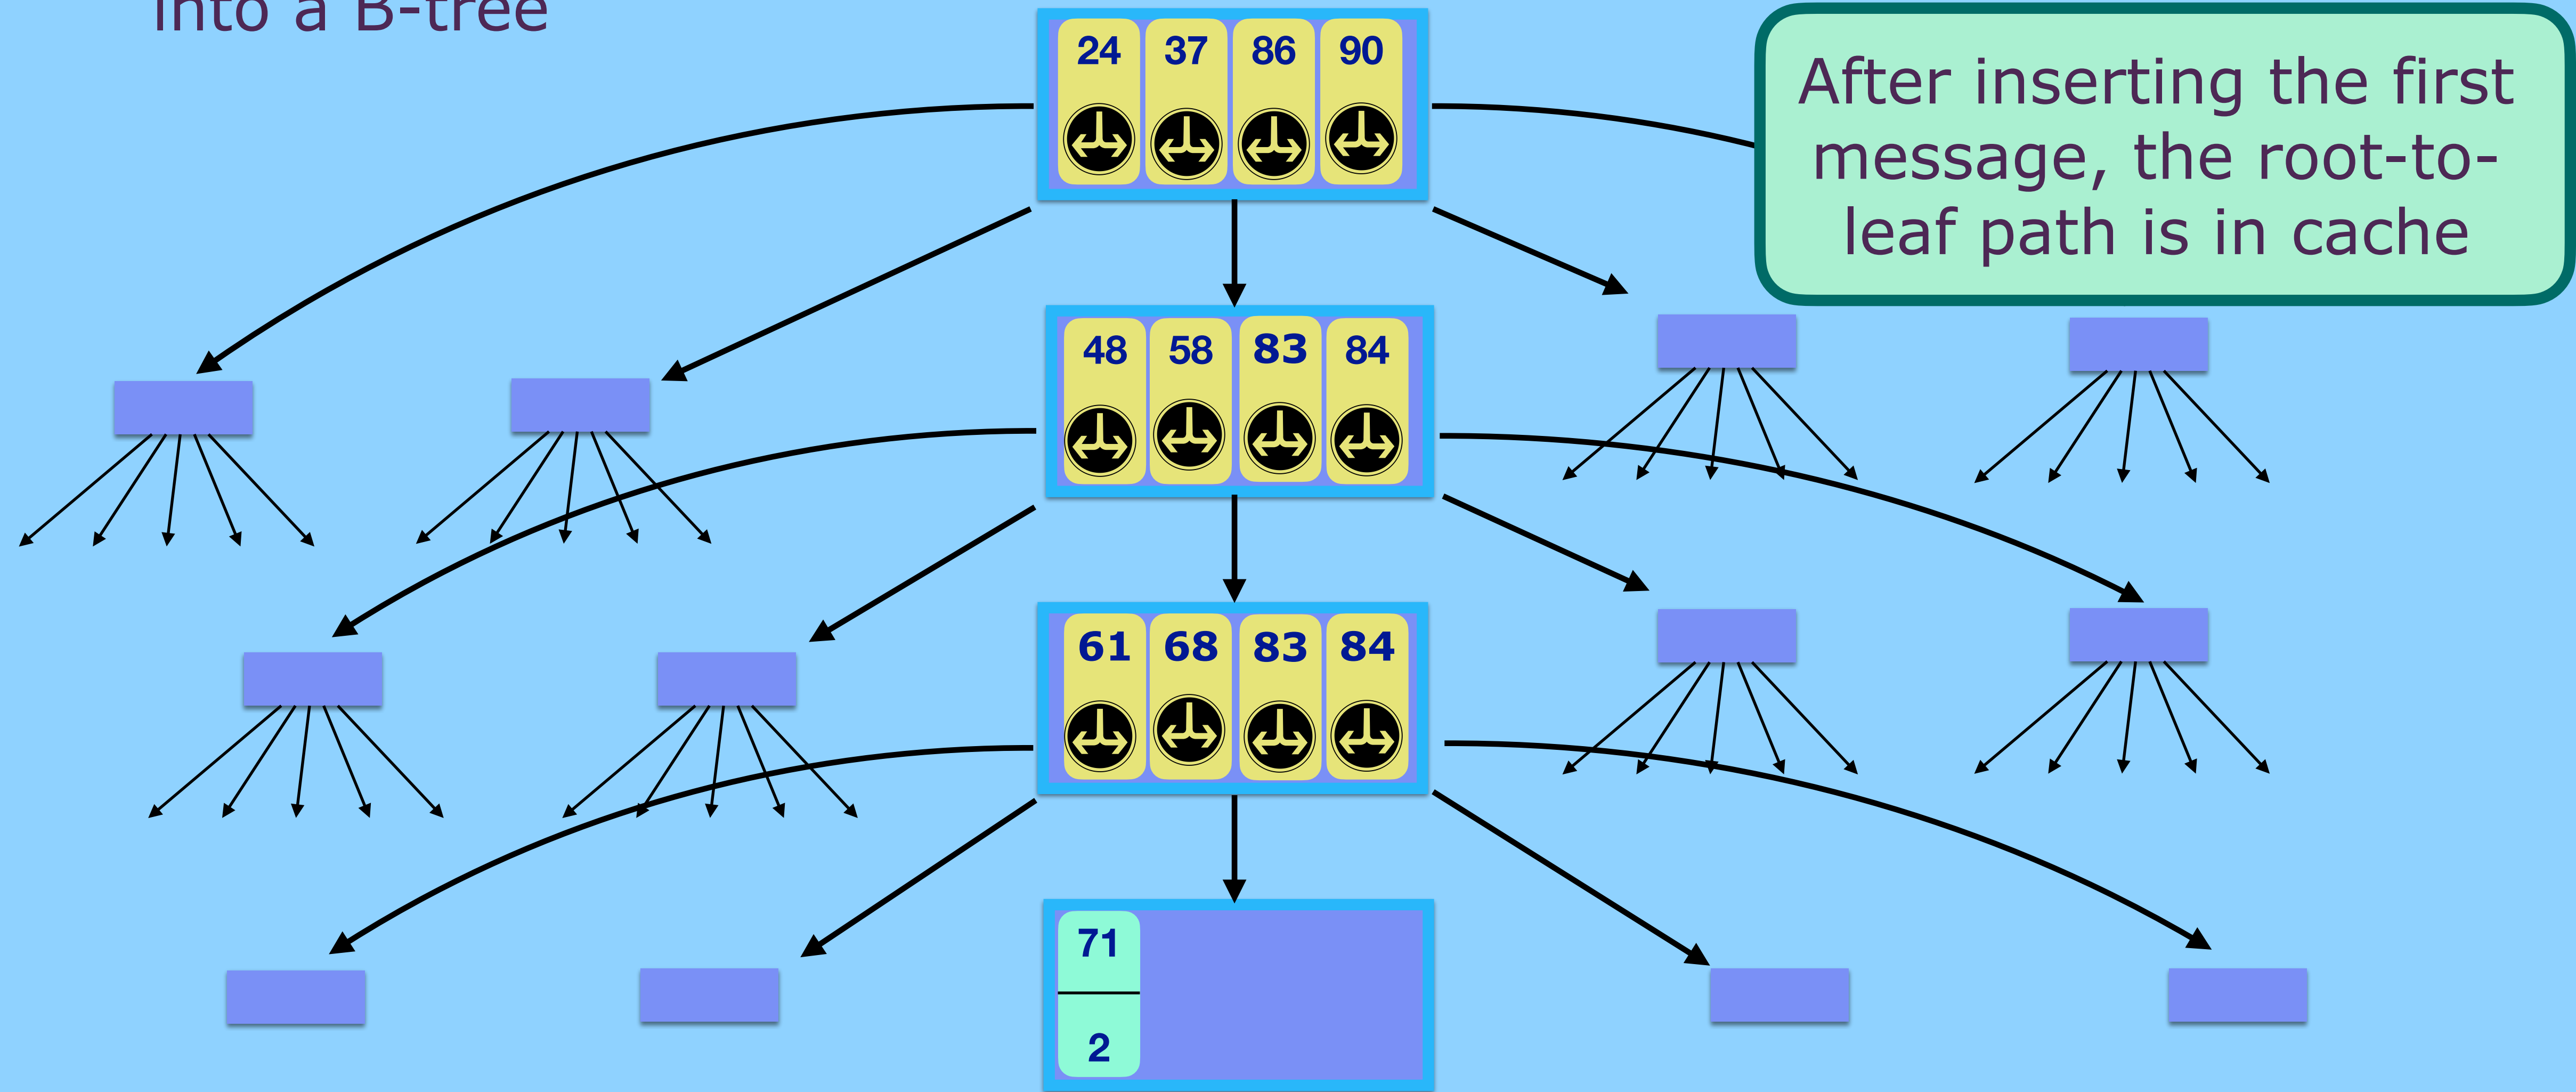 into a B-tree
24 37 86 90
After inserting the first
message, the root-to-
leaf path is in cache
48 58 83 84
61 68 83 84
71
2